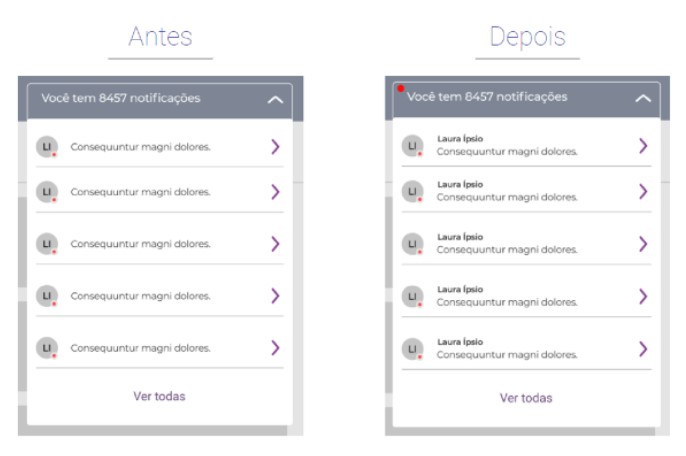 Antes
Você tem 8457 notificações
LI Consequuntur magni dolores.
LI Consequuntur magni dolores.
LI Consequuntur magni dolores.
LI Consequuntur magni dolores.
LI Consequuntur magni dolores.
Ver todas
Depois
Você tem 8457 notificações
Laura Ípsio
LI Consequuntur magni dolores.
Laura Ípsio
LI Consequuntur magni dolores.
Laura Ípsio
LI Consequuntur magni dolores.
Laura Ípsio
LI Consequuntur magni dolores.
Laura Ípsio
LI Consequuntur magni dolores.
Ver todas